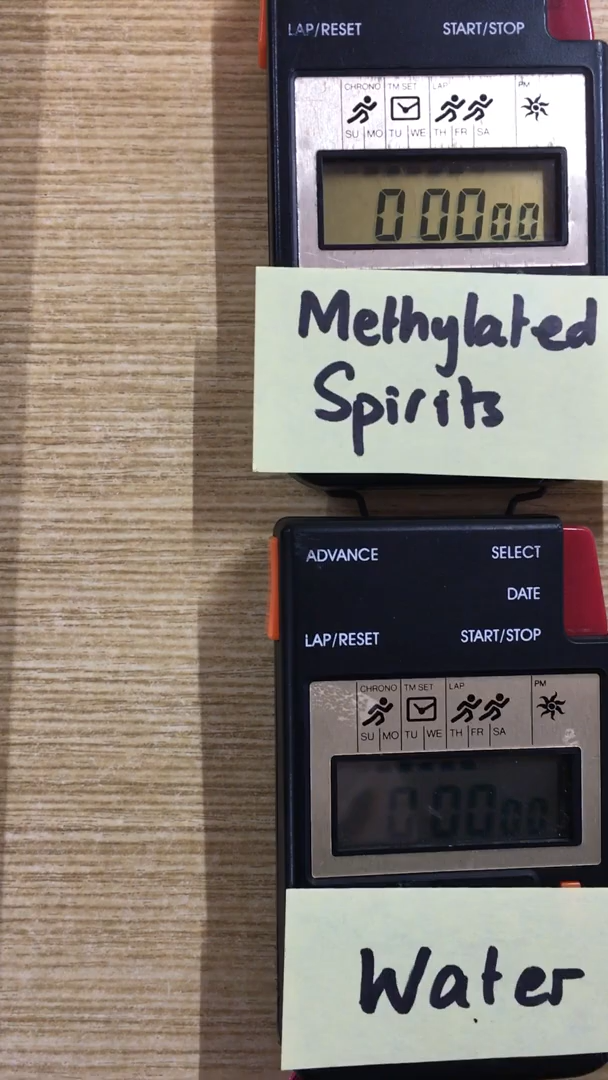 LAP/RESET START/STOP
CHRONO TM SET LAP PM
SU MO TU WE TH FR SA
0 00 00
Methylated
Spirits
ADVANCE SELECT
DATE
LAP/RESET START/STOP
CHRONO TM SET LAP PM
SU MO TU WE TH FR SA
0 00 00
Water